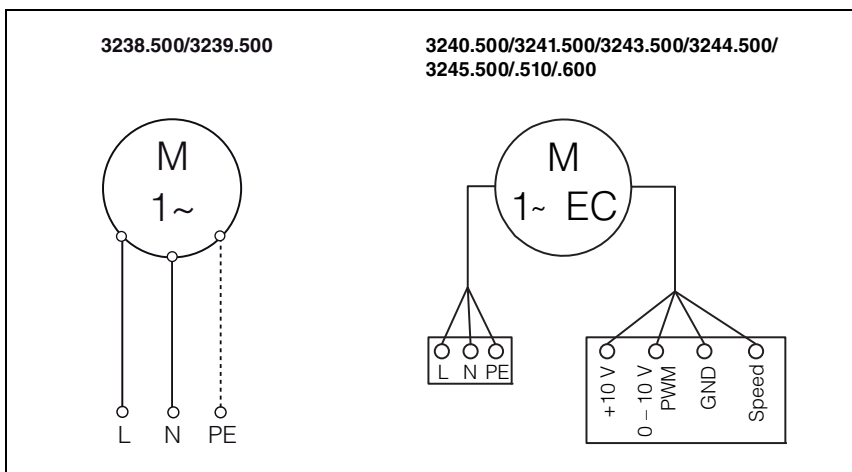 3238.500/3239.500
3240.500/3241.500/3243.500/3244.500/
3245.500/.510/.600
M
1~
L N PE
M
1~ EC
L N PE
+10 V
0 – 10 V
PWM
GND
Speed